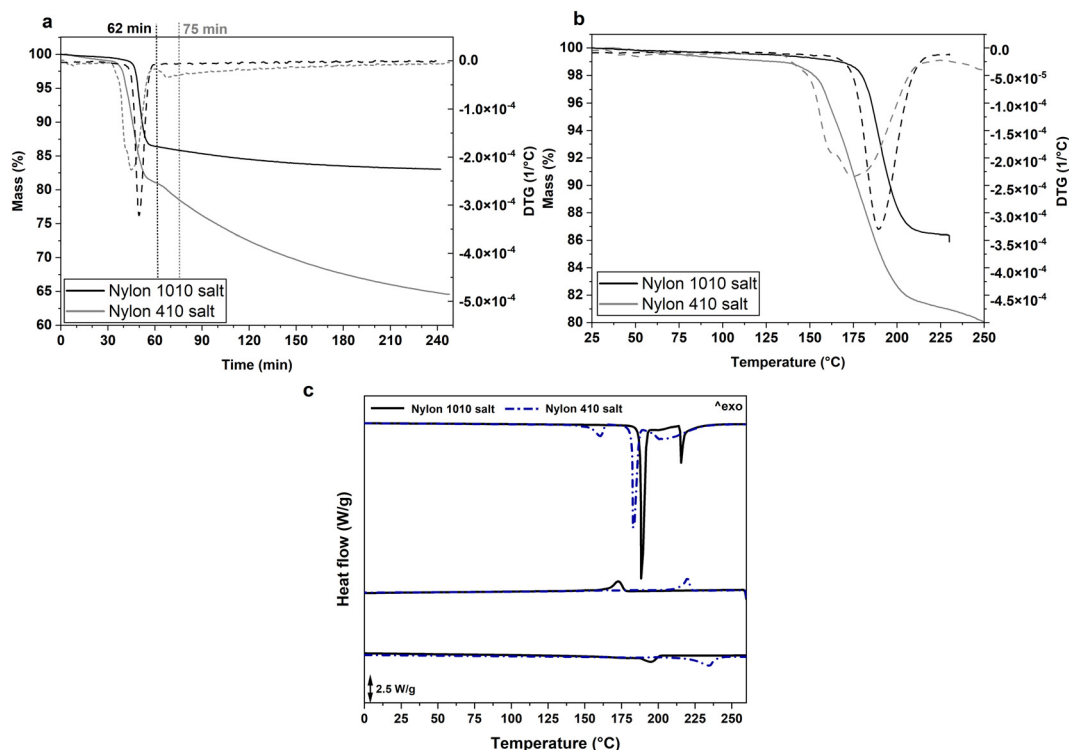 a
62 min
75 min
100
95
90
85
80
75
70
65
60
Mass (%)
0.0
-1.0×10⁻⁴
-2.0×10⁻⁴
-3.0×10⁻⁴
-4.0×10⁻⁴
-5.0×10⁻⁴
DTG (1/°C)
Nylon 1010 salt
Nylon 410 salt
0 30 60 90 120 150 180 210 240
Time (min)
b
100
98
96
94
92
90
88
86
84
82
80
Mass (%)
0.0
-5.0×10⁻⁵
-1.0×10⁻⁴
-1.5×10⁻⁴
-2.0×10⁻⁴
-2.5×10⁻⁴
-3.0×10⁻⁴
-3.5×10⁻⁴
-4.0×10⁻⁴
-4.5×10⁻⁴
DTG (1/°C)
Nylon 1010 salt
Nylon 410 salt
25 50 75 100 125 150 175 200 225 250
Temperature (°C)
c
Nylon 1010 salt Nylon 410 salt ^exo
Heat flow (W/g)
2.5 W/g
0 25 50 75 100 125 150 175 200 225 250
Temperature (°C)